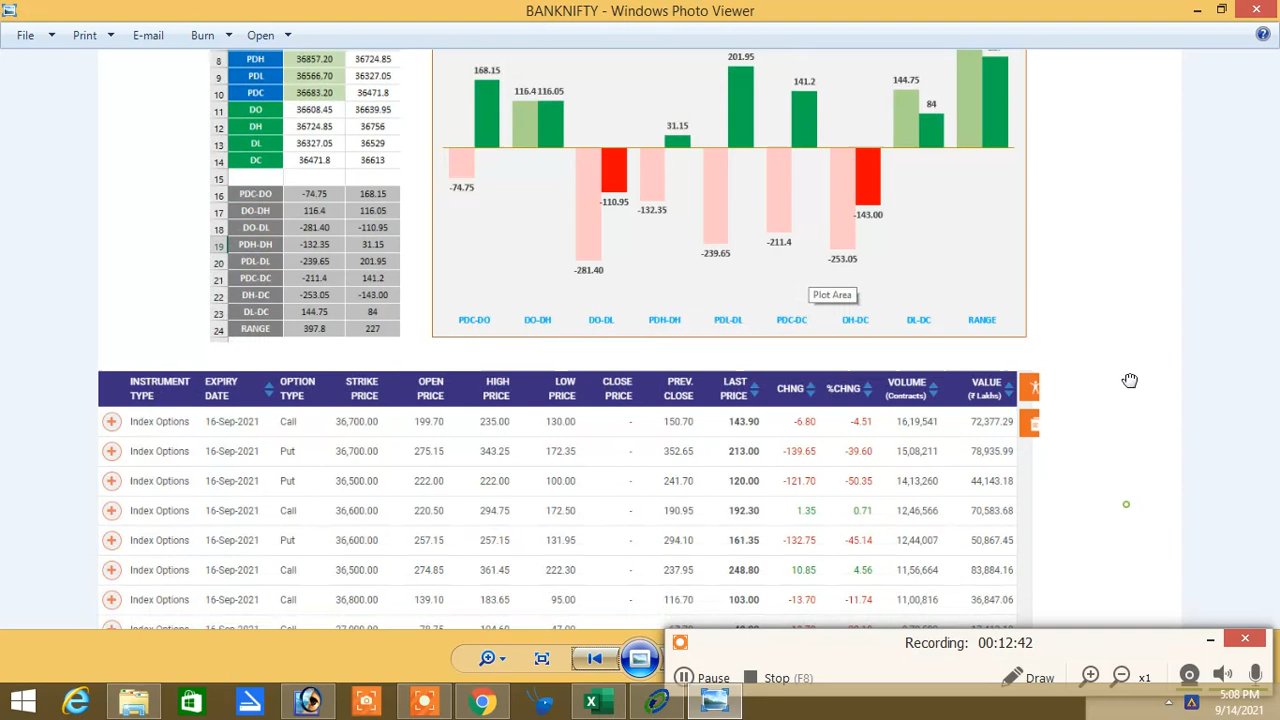 BANKNIFTY - Windows Photo Viewer
File Print E-mail Burn Open
8 PDH 36857.20 36724.85
9 PDL 36566.70 36327.05
10 PDC 36683.20 36471.8
11 DO 36608.45 36639.95
12 DH 36724.85 36756
13 DL 36327.05 36529
14 DC 36471.8 36613
15
16 PDC-DO -74.75 168.15
17 DO-DH 116.4 116.05
18 DO-DL -281.40 -110.95
19 PDH-DH -132.35 31.15
20 PDL-DL -239.65 201.95
21 PDC-DC -211.4 141.2
22 DH-DC -253.05 -143.00
23 DL-DC 144.75 84
24 RANGE 397.8 227
168.15 116.4 116.05 31.15 201.95 141.2 144.75 84
-74.75 -281.40 -110.95 -132.35 -239.65 -211.4 -253.05 -143.00
Plot Area
PDC-DO DO-DH DO-DL PDH-DH PDL-DL PDC-DC DH-DC DL-DC RANGE
INSTRUMENT EXPIRY OPTION STRIKE OPEN HIGH LOW CLOSE PREV. LAST CHNG %CHNG VOLUME VALUE
TYPE DATE TYPE PRICE PRICE PRICE PRICE PRICE CLOSE PRICE (Contracts) (₹ Lakhs)
Index Options 16-Sep-2021 Call 36,700.00 199.70 235.00 130.00 - 150.70 143.90 -6.80 -4.51 16,19,541 72,377.29
Index Options 16-Sep-2021 Put 36,700.00 275.15 343.25 172.35 - 352.65 213.00 -139.65 -39.60 15,08,211 78,935.99
Index Options 16-Sep-2021 Put 36,500.00 222.00 222.00 100.00 - 241.70 120.00 -121.70 -50.35 14,13,260 44,143.18
Index Options 16-Sep-2021 Call 36,600.00 220.50 294.75 172.50 - 190.95 192.30 1.35 0.71 12,46,566 70,583.68
Index Options 16-Sep-2021 Put 36,600.00 257.15 257.15 131.95 - 294.10 161.35 -132.75 -45.14 12,44,007 50,867.45
Index Options 16-Sep-2021 Call 36,500.00 274.85 361.45 222.30 - 237.95 248.80 10.85 4.56 11,56,664 83,884.16
Index Options 16-Sep-2021 Call 36,800.00 139.10 183.65 95.00 - 116.70 103.00 -13.70 -11.74 11,00,816 36,847.06
Recording: 00:12:42
Pause Stop (F8) Draw x1
5:08 PM
9/14/2021